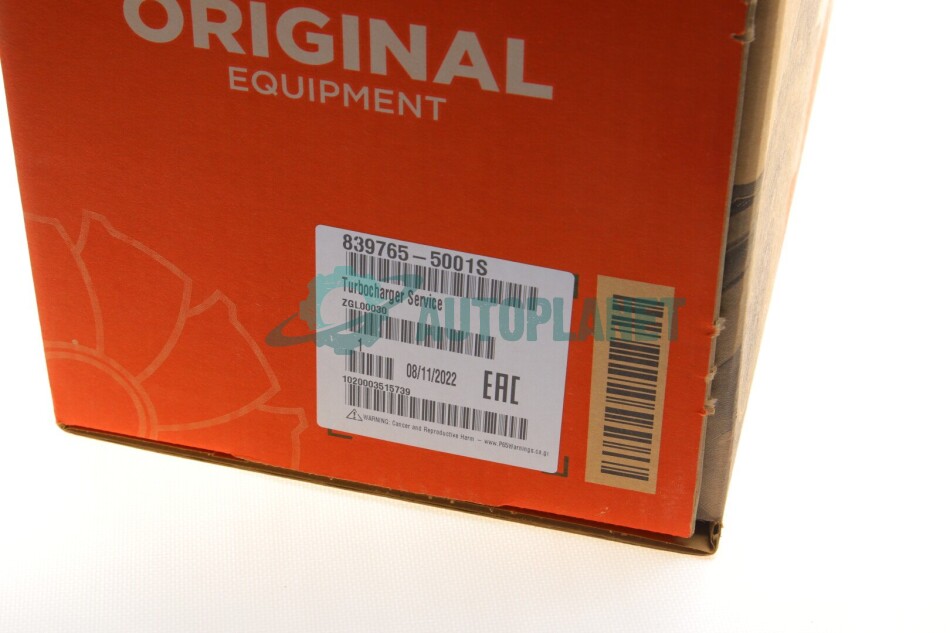 ORIGINAL
EQUIPMENT
839765-5001S
Turbocharger Service
ZGL00030
AUTOPLANET
1
08/11/2022
EAC
1020003515739
WARNING: Cancer and Reproductive Harm - www.P65Warnings.ca.gov